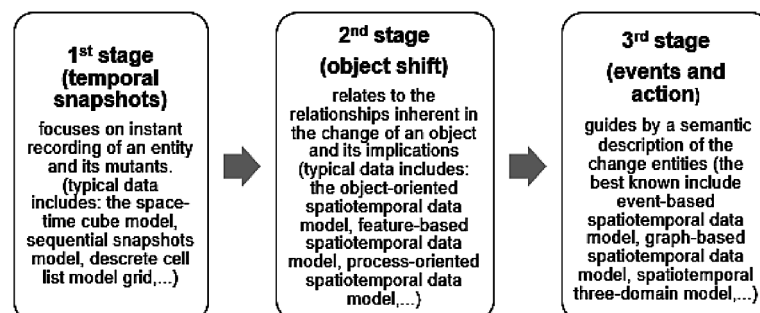 1st stage
(temporal
snapshots)
focuses on instant
recording of an entity
and its mutants.
(typical data
includes: the space-
time cube model,
sequential snapshots
model, descrete cell
list model grid,...)
2nd stage
(object shift)
relates to the
relationships inherent in
the change of an object
and its implications
(typical data includes:
the object-oriented
spatiotemporal data
model, feature-based
spatiotemporal data
model, process-oriented
spatiotemporal data
model,...)
3rd stage
(events and
action)
guides by a semantic
description of the
change entities (the
best known include
event-based
spatiotemporal data
model, graph-based
spatiotemporal data
model, spatiotemporal
three-domain model,...)